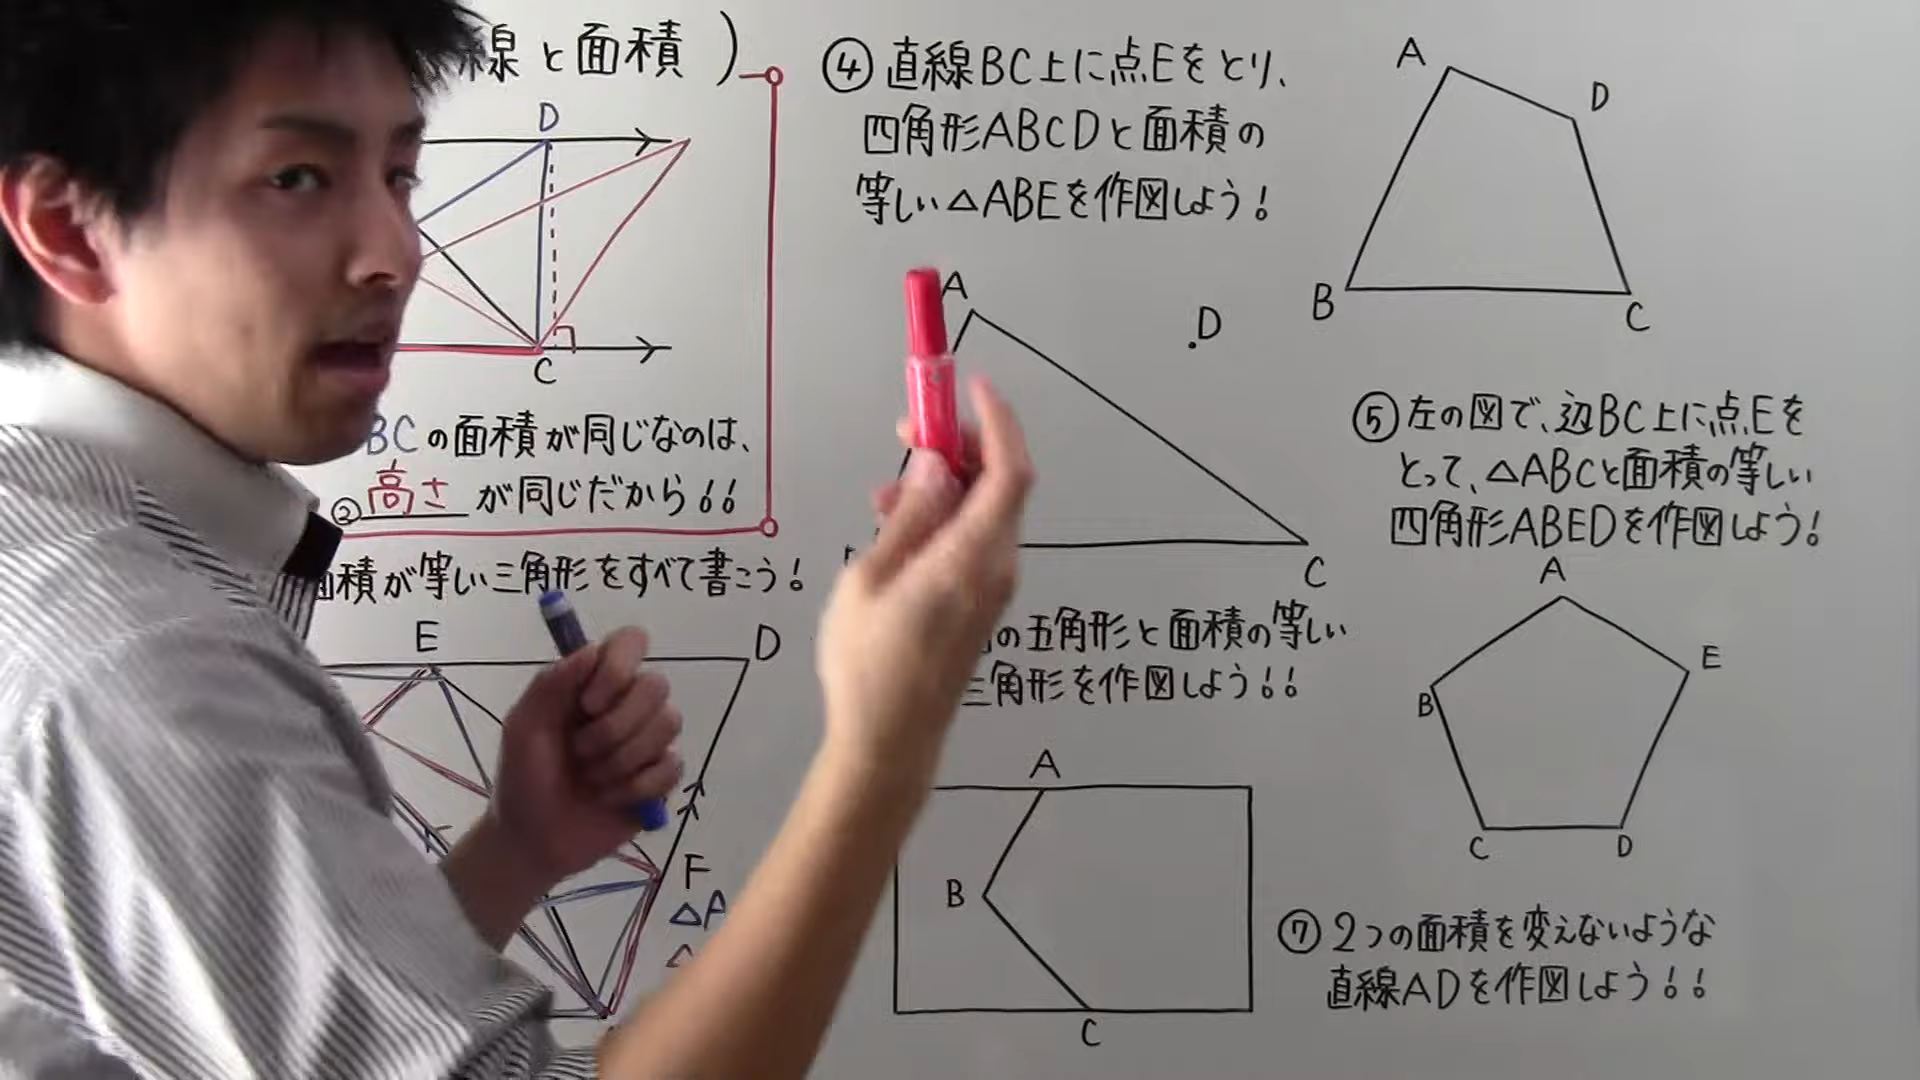 線と面積)
D
C
BCの面積が同じなのは、
②高さが同じだから!!
面積が等しい三角形をすべて書こう!
E
D
F
△A
④直線BC上に点Eをとり、
四角形ABCDと面積の
等しい△ABEを作図しよう!
A
D
B
C
A
D
C
⑤左の図で、辺BC上に点Eを
とって、△ABCと面積の等しい
四角形ABEDを作図しよう!
の五角形と面積の等しい
三角形を作図しよう!!
A
B
E
C
D
A
B
C
⑦2つの面積を変えないような
直線ADを作図しよう!!